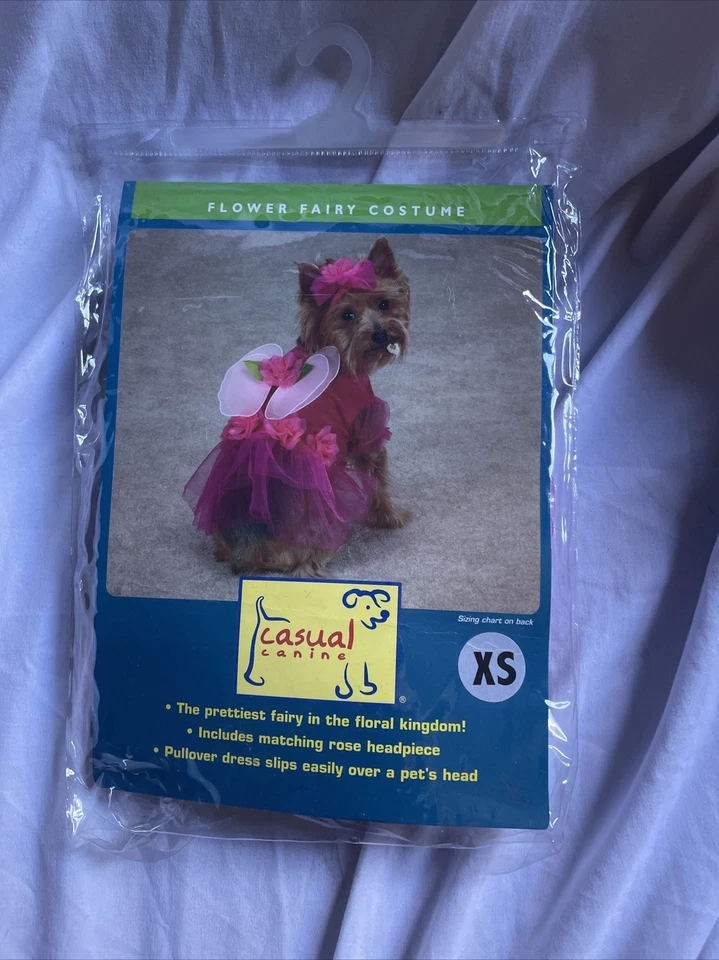 FLOWER FAIRY COSTUME
Sizing chart on back
casual
canine
®
XS
• The prettiest fairy in the floral kingdom!
• Includes matching rose headpiece
• Pullover dress slips easily over a pet's head